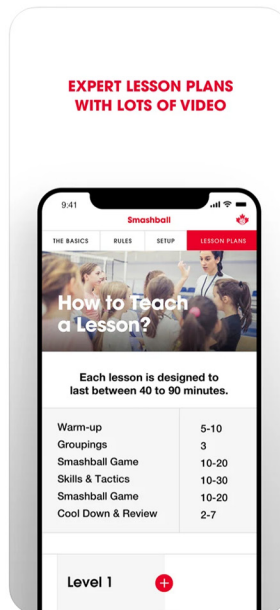 EXPERT LESSON PLANS
WITH LOTS OF VIDEO
9:41
Smashball
THE BASICS RULES SETUP LESSON PLANS
How to Teach
a Lesson?
Each lesson is designed to
last between 40 to 90 minutes.
Warm-up 5-10
Groupings 3
Smashball Game 10-20
Skills & Tactics 10-30
Smashball Game 10-20
Cool Down & Review 2-7
Level 1